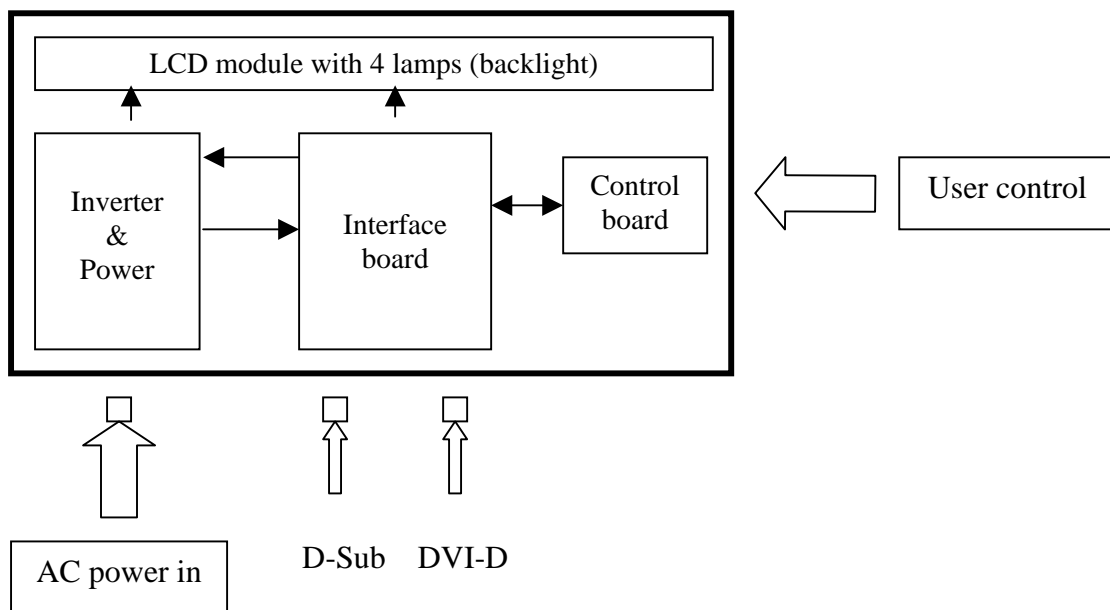 LCD module with 4 lamps (backlight)
Inverter
&
Power
Interface
board
Control
board
User control
AC power in
D-Sub
DVI-D